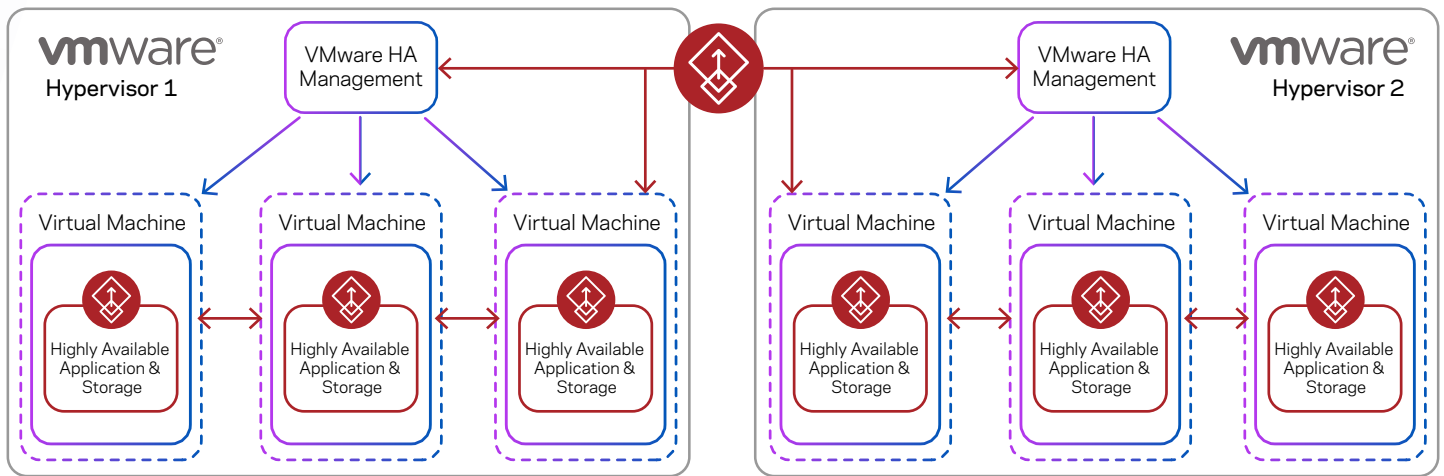 vmware®
Hypervisor 1
VMware HA
Management
VMware HA
Management
vmware®
Hypervisor 2
Virtual Machine
Virtual Machine
Virtual Machine
Virtual Machine
Virtual Machine
Virtual Machine
Highly Available
Application &
Storage
Highly Available
Application &
Storage
Highly Available
Application &
Storage
Highly Available
Application &
Storage
Highly Available
Application &
Storage
Highly Available
Application &
Storage